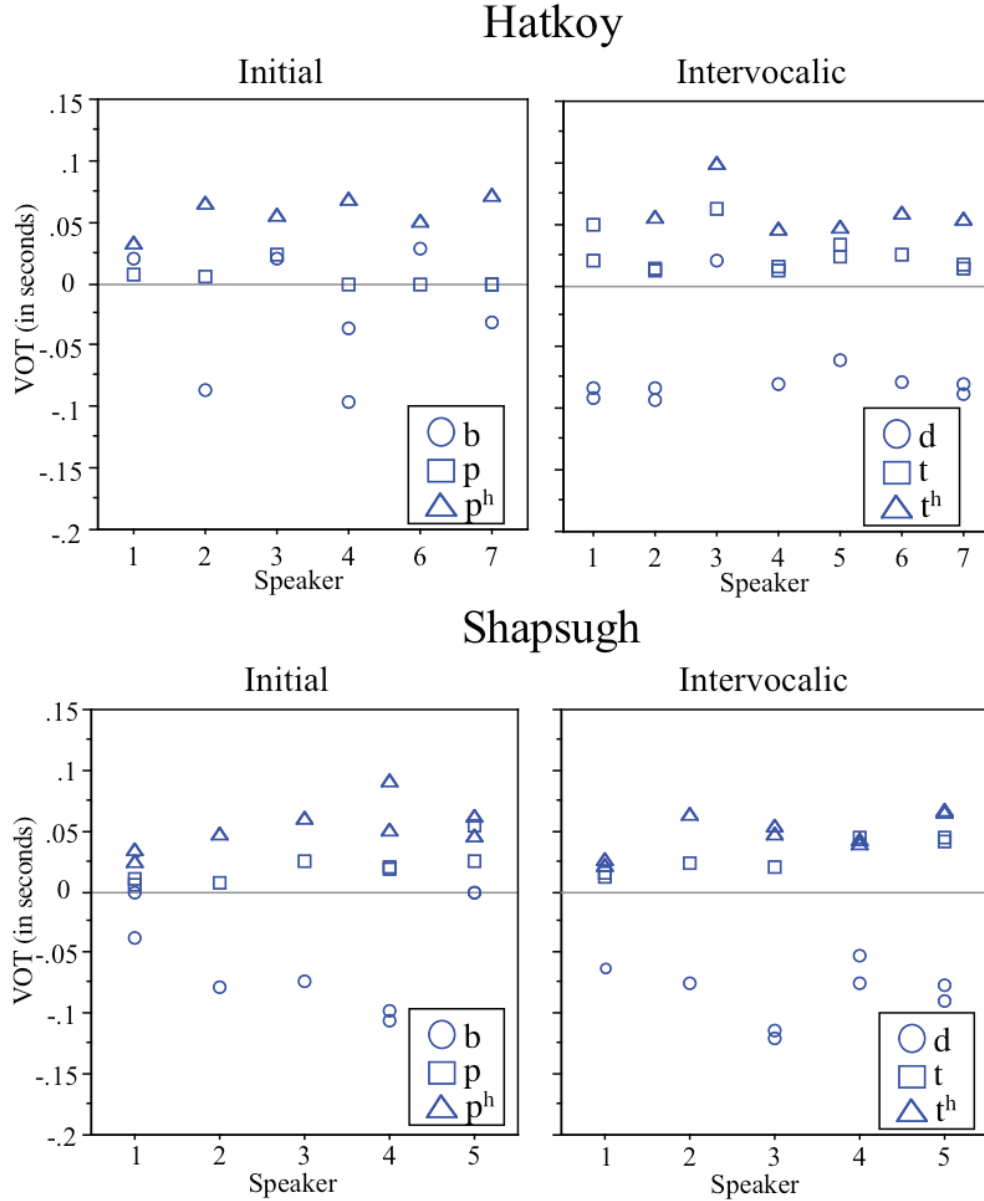 Hatkoy
Initial
Intervocalic
VOT (in seconds)
.15
.1
.05
0
-.05
-.1
-.15
-.2
b
p
pʰ
1 2 3 4 6 7
Speaker
d
t
tʰ
1 2 3 4 5 6 7
Speaker
Shapsugh
Initial
Intervocalic
VOT (in seconds)
.15
.1
.05
0
-.05
-.1
-.15
-.2
b
p
pʰ
1 2 3 4 5
Speaker
d
t
tʰ
1 2 3 4 5
Speaker